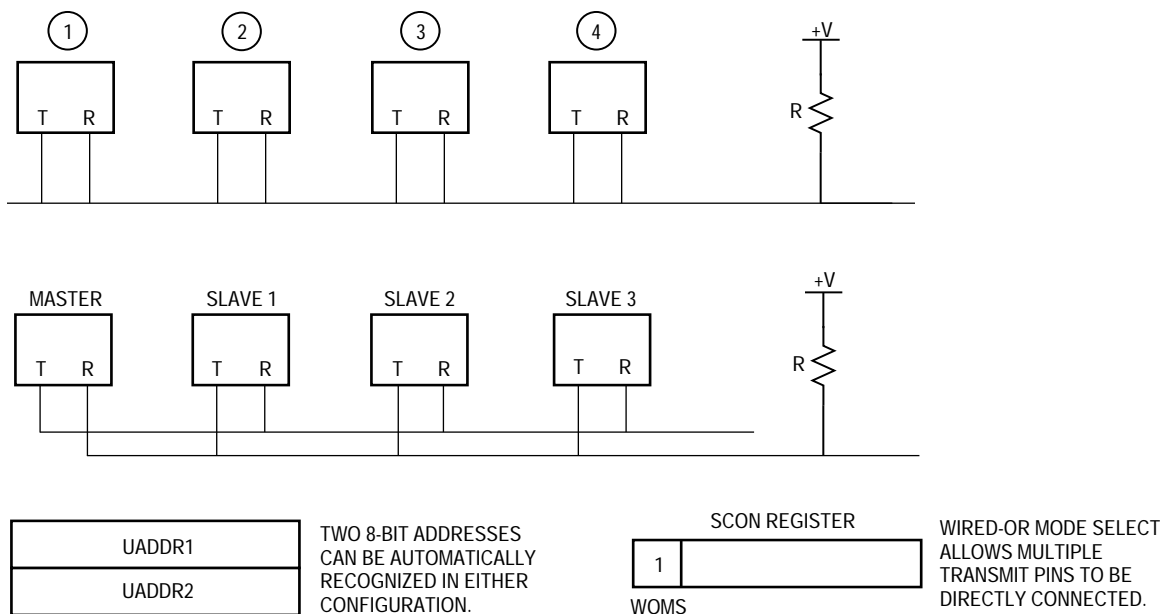 1 2 3 4 +V
T R T R T R T R R
MASTER SLAVE 1 SLAVE 2 SLAVE 3 +V
T R T R T R T R R
UADDR1
UADDR2
TWO 8-BIT ADDRESSES
CAN BE AUTOMATICALLY
RECOGNIZED IN EITHER
CONFIGURATION.
SCON REGISTER
1
WOMS
WIRED-OR MODE SELECT
ALLOWS MULTIPLE
TRANSMIT PINS TO BE
DIRECTLY CONNECTED.